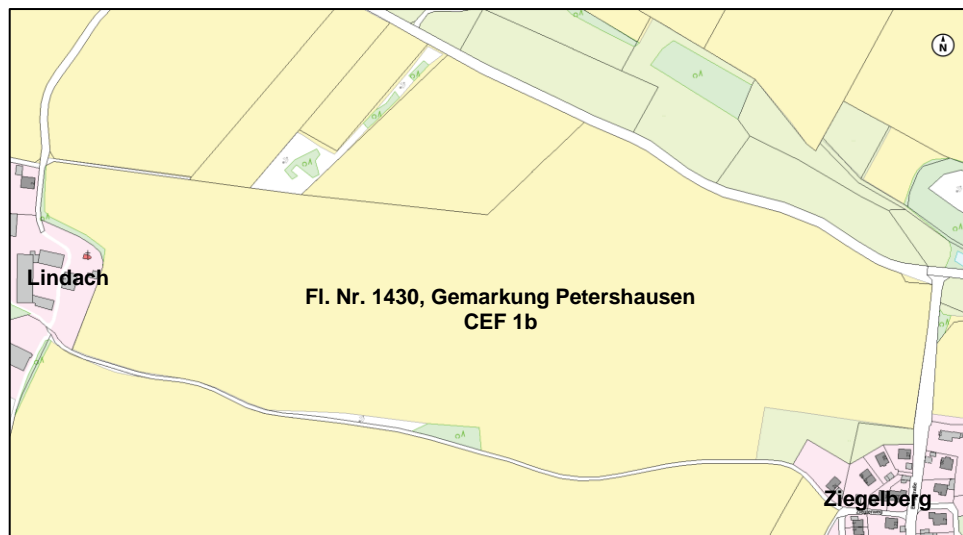 N
Lindach
Fl. Nr. 1430, Gemarkung Petershausen
CEF 1b
Ziegelberg